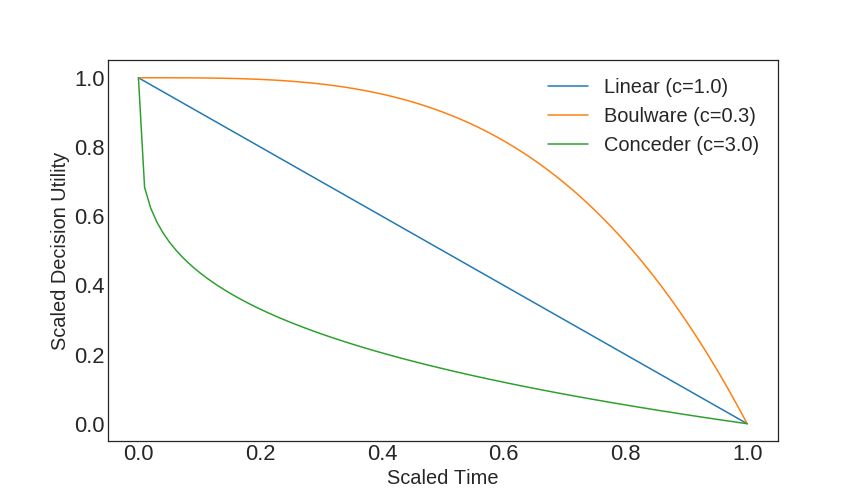 1.0
0.8
0.6
0.4
0.2
0.0
Scaled Decision Utility
Linear (c=1.0)
Boulware (c=0.3)
Conceder (c=3.0)
0.0 0.2 0.4 0.6 0.8 1.0
Scaled Time